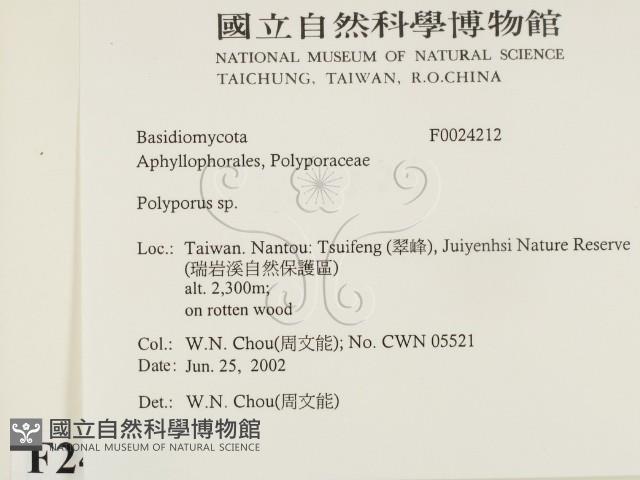 國立自然科學博物館
NATIONAL MUSEUM OF NATURAL SCIENCE
TAICHUNG, TAIWAN, R.O.CHINA
Basidiomycota F0024212
Aphyllophorales, Polyporaceae
Polyporus sp.
Loc.: Taiwan. Nantou: Tsuifeng (翠峰), Juiyenhsi Nature Reserve
(瑞岩溪自然保護區)
alt. 2,300m;
on rotten wood
Col.: W.N. Chou(周文能); No. CWN 05521
Date: Jun. 25, 2002
Det.: W.N. Chou(周文能)
國立自然科學博物館
NATIONAL MUSEUM OF NATURAL SCIENCE